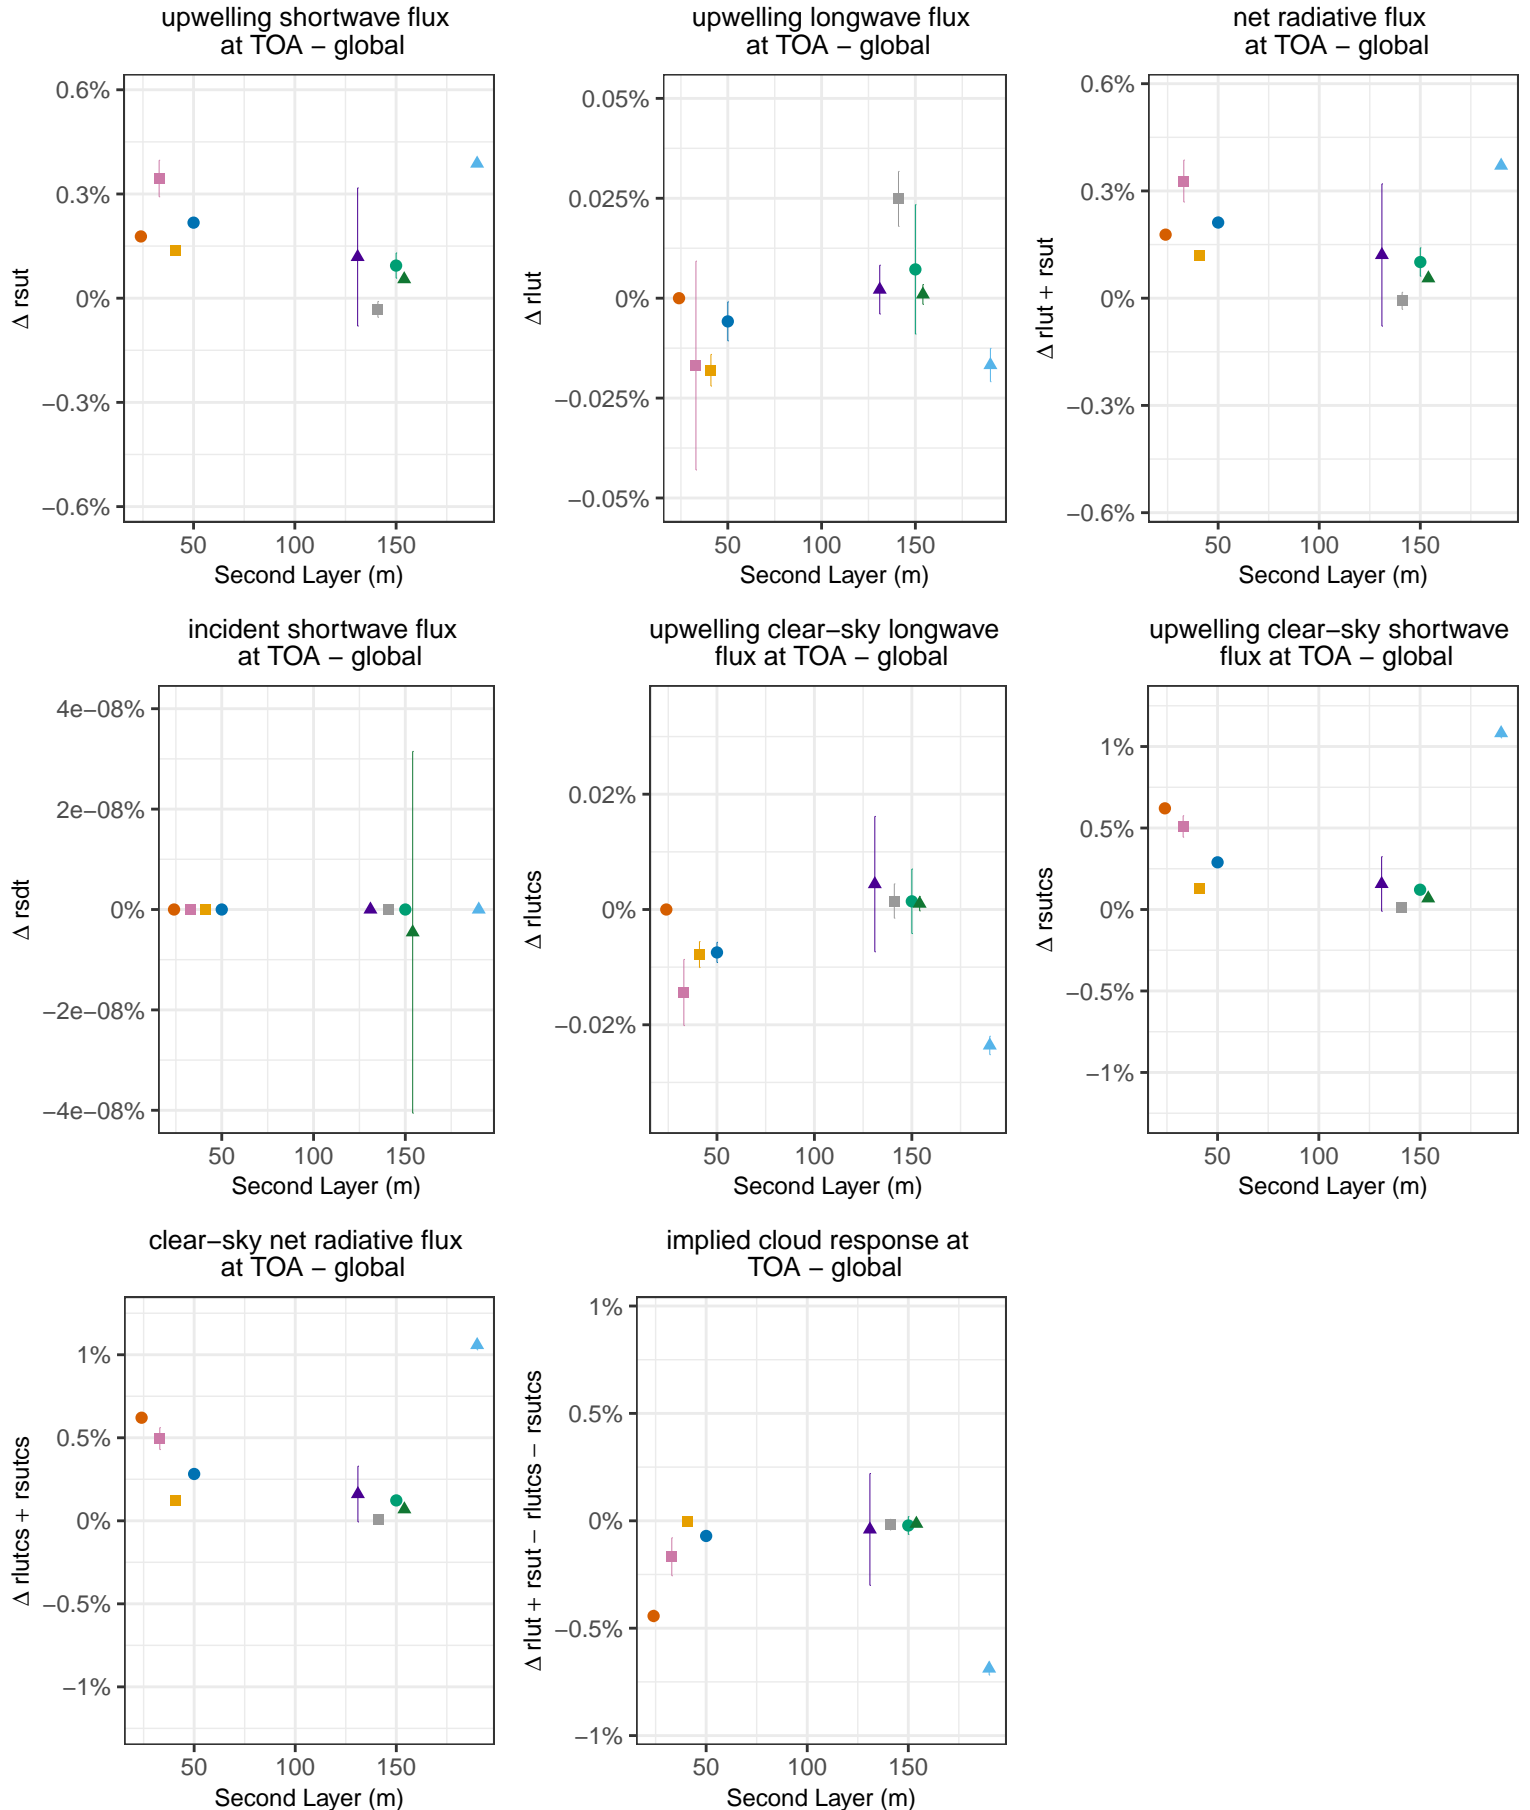 upwelling shortwave flux
at TOA − global
0.6%
0.3%
0%
−0.3%
−0.6%
Δ rsut
50 100 150
Second Layer (m)
upwelling longwave flux
at TOA − global
0.05%
0.025%
0%
−0.025%
−0.05%
Δ rlut
50 100 150
Second Layer (m)
net radiative flux
at TOA − global
0.6%
0.3%
0%
−0.3%
−0.6%
Δ rlut + rsut
50 100 150
Second Layer (m)
incident shortwave flux
at TOA − global
4e−08%
2e−08%
0%
−2e−08%
−4e−08%
Δ rsdt
50 100 150
Second Layer (m)
upwelling clear−sky longwave
flux at TOA − global
0.02%
0%
−0.02%
Δ rlutcs
50 100 150
Second Layer (m)
upwelling clear−sky shortwave
flux at TOA − global
1%
0.5%
0%
−0.5%
−1%
Δ rsutcs
50 100 150
Second Layer (m)
clear−sky net radiative flux
at TOA − global
1%
0.5%
0%
−0.5%
−1%
Δ rlutcs + rsutcs
50 100 150
Second Layer (m)
implied cloud response at
TOA − global
1%
0.5%
0%
−0.5%
−1%
Δ rlut + rsut − rlutcs − rsutcs
50 100 150
Second Layer (m)